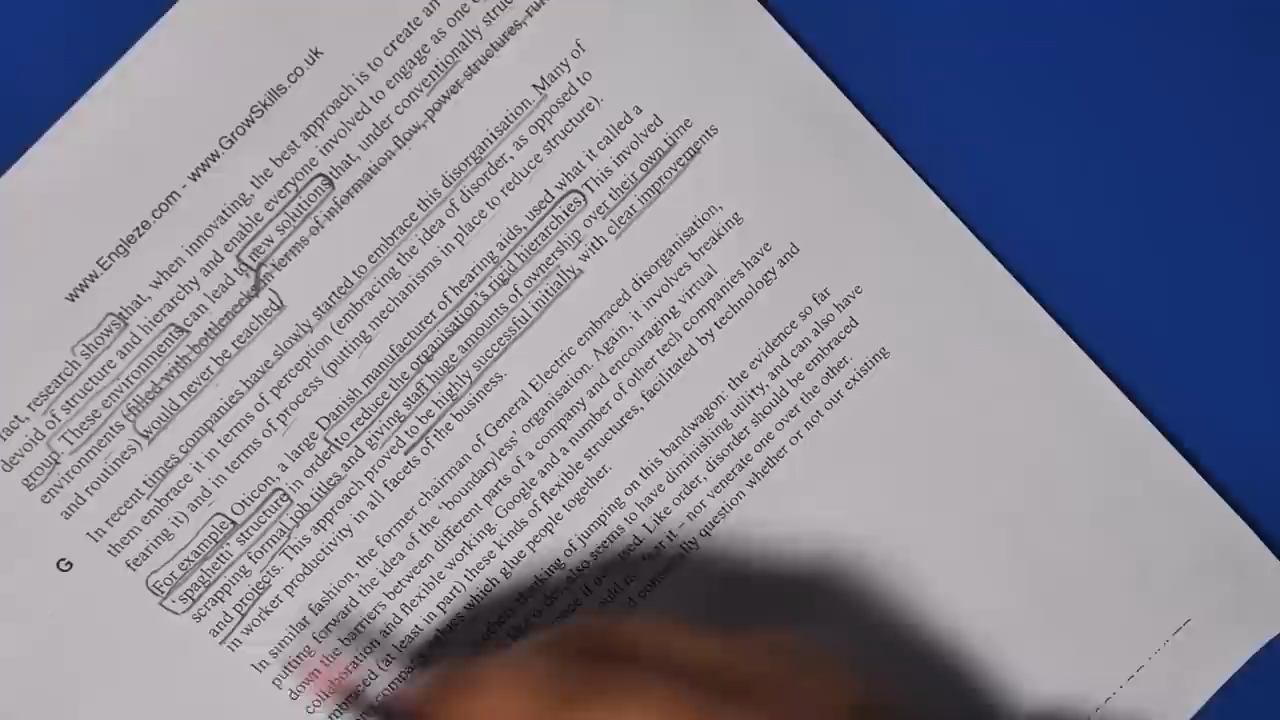 www.Engleze.com - www.GrowSkills.co.uk
fact, research shows that, when innovating, the best approach is to create an
devoid of structure and hierarchy and enable everyone involved to engage as one
group. These environments can lead to new solutions that, under conventionally
environments (filled with bottlenecks in terms of information flow, power structures,
and routines) would never be reached
In recent times companies have slowly started to embrace this disorganisation. Many of
them embrace it in terms of perception (embracing the idea of disorder, as opposed to
fearing it) and in terms of process (putting mechanisms in place to reduce structure).
G
For example, Oticon, a large Danish manufacturer of hearing aids, used what it called a
'spaghetti' structure in order to reduce the organisation's rigid hierarchies. This involved
scrapping formal job titles and giving staff huge amounts of ownership over their own time
and projects. This approach proved to be highly successful initially, with clear improvements
in worker productivity in all facets of the business.
In similar fashion, the former chairman of General Electric embraced disorganisation,
putting forward the idea of the 'boundaryless' organisation. Again, it involves breaking
down the barriers between different parts of a company and encouraging virtual
collaboration and flexible working. Google and a number of other tech companies have
embraced (at least in part) these kinds of flexible structures, facilitated by technology and
values which glue people together.
of jumping on this bandwagon: the evidence so far
also seems to have diminishing utility, and can also have
Like order, disorder should be embraced
it – nor venerate one over the other.
question whether or not our existing